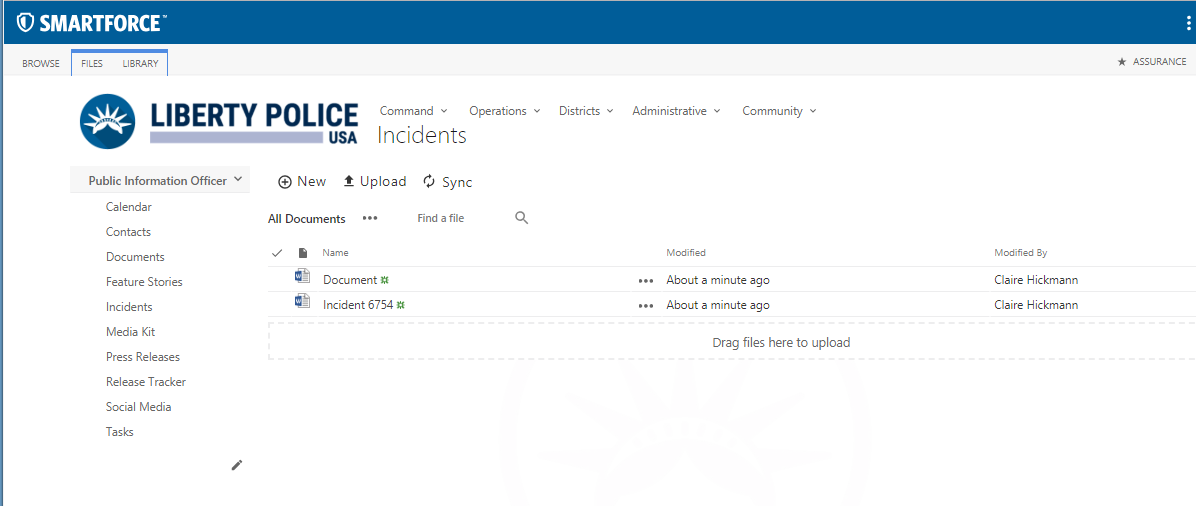 SMARTFORCE™
BROWSE FILES LIBRARY ★ ASSURANCE
LIBERTY POLICE
USA
Command Operations Districts Administrative Community
Incidents
Public Information Officer
Calendar
Contacts
Documents
Feature Stories
Incidents
Media Kit
Press Releases
Release Tracker
Social Media
Tasks
New Upload Sync
All Documents ••• Find a file
Name Modified Modified By
Document ••• About a minute ago Claire Hickmann
Incident 6754 ••• About a minute ago Claire Hickmann
Drag files here to upload